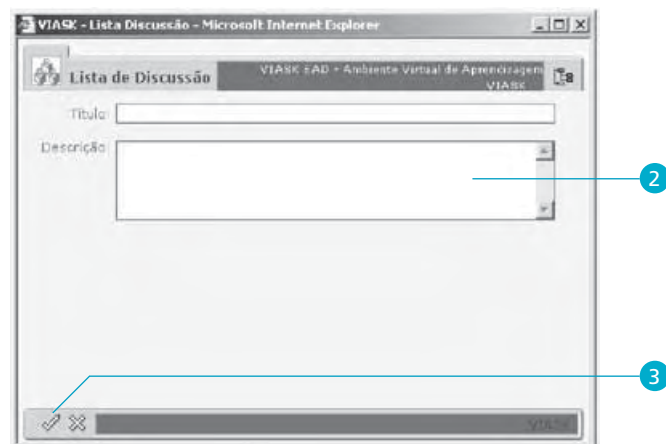 VIASK - Lista Discussão - Microsoft Internet Explorer
Lista de Discussão
VIASK EAD - Ambiente Virtual de Aprendizagem
VIASK
Título
Descrição
2
3
VIASK